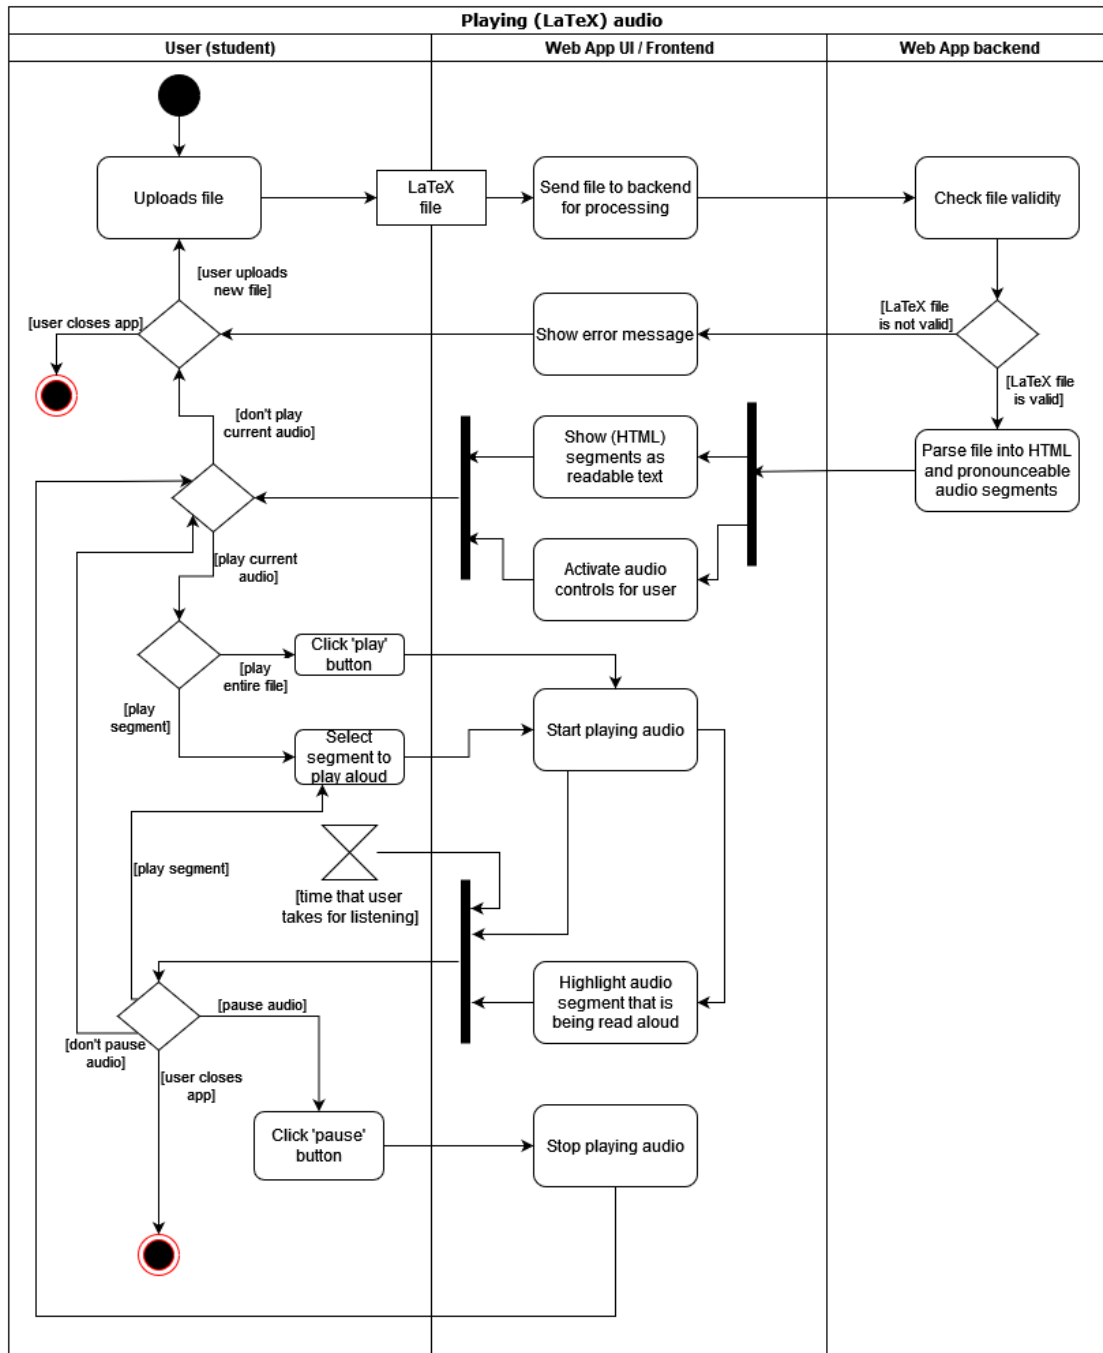 Playing (LaTeX) audio
User (student)
Web App UI / Frontend
Web App backend
Uploads file
LaTeX
file
Send file to backend
for processing
Check file validity
[user uploads
new file]
[user closes app]
Show error message
[LaTeX file
is not valid]
[LaTeX file
is valid]
[don't play
current audio]
Show (HTML)
segments as
readable text
Parse file into HTML
and pronounceable
audio segments
[play current
audio]
Activate audio
controls for user
Click 'play'
button
[play
entire file]
[play
segment]
Select
segment to
play aloud
Start playing audio
[play segment]
[time that user
takes for listening]
Highlight audio
segment that is
being read aloud
[pause audio]
[don't pause
audio]
[user closes
app]
Click 'pause'
button
Stop playing audio